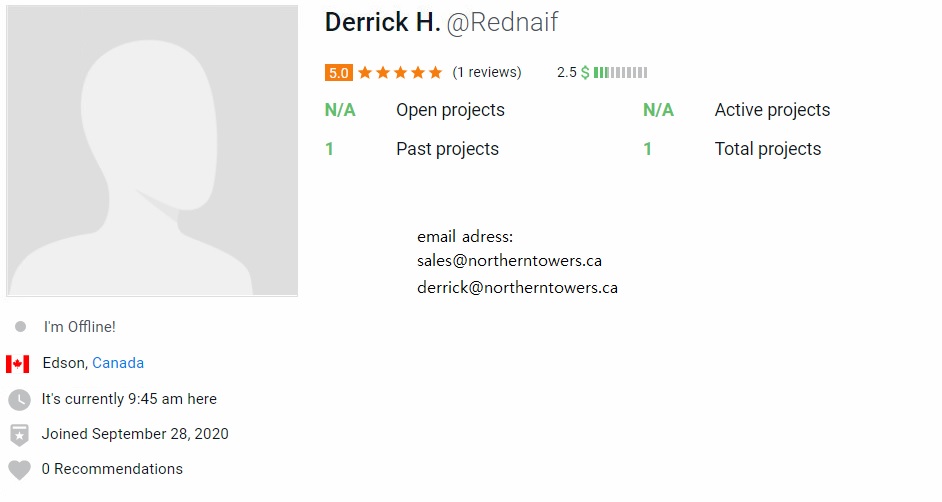 Derrick H. @Rednaif
5.0 (1 reviews) 2.5 $
N/A Open projects N/A Active projects
1 Past projects 1 Total projects
email adress:
sales@northerntowers.ca
derrick@northerntowers.ca
I'm Offline!
Edson, Canada
It's currently 9:45 am here
Joined September 28, 2020
0 Recommendations